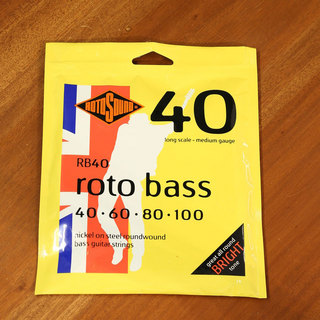 ROTOSOUND
40
long scale - medium gauge
RB40
roto bass
40 • 60 • 80 • 100
nickel on steel roundwound
bass guitar strings
great all round
BRIGHT
tone